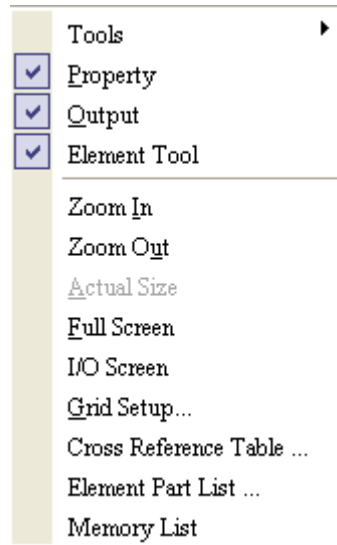 Tools
Property
Output
Element Tool
Zoom In
Zoom Out
Actual Size
Full Screen
I/O Screen
Grid Setup...
Cross Reference Table ...
Element Part List ...
Memory List